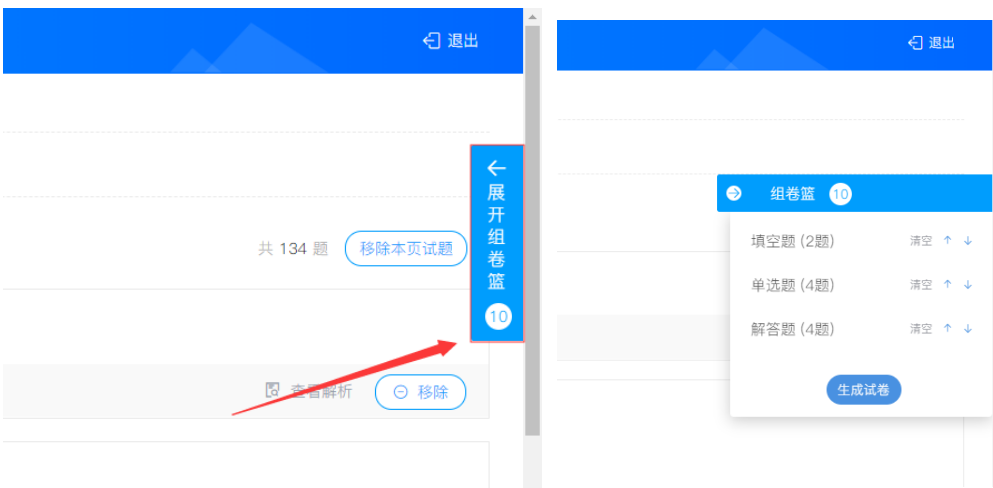 退出
展开组卷篮
10
共 134 题
移除本页试题
查看解析
移除
退出
组卷篮 10
填空题 (2题) 清空
单选题 (4题) 清空
解答题 (4题) 清空
生成试卷